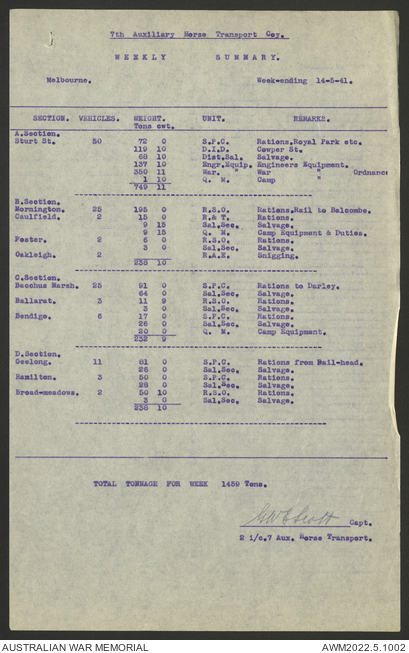 7th Auxiliary Horse Transport Coy.
WEEKLY SUMMARY.
Melbourne. Week-ending 14-5-41.
SECTION. VEHICLES. WEIGHT. UNIT. REMARKS.
Tons cwt.
A.Section.
Sturt St. 50 72 0 S.P.C. Rations.Royal Park etc.
119 10 D.I.D. Cowper St.
68 10 Dist.Sal. Salvage.
137 10 Engr.Equip. Engineers Equipment.
350 11 War. " War " Ordnance
1 10 Q. M. Camp "
749 11
B.Section.
Mornington. 25 195 0 R.S.O. Rations.Rail to Balcombe.
Caulfield. 2 15 0 R.& T. Rations.
9 15 Sal.Sec. Salvage.
9 15 Q. M. Camp Equipment & Duties.
Foster. 2 6 0 R.S.O. Rations.
3 0 Sal.Sec. Salvage.
Oakleigh. 2 R.A.E. Snigging.
238 10
C.Section.
Bacchus Marsh. 25 91 0 S.P.C. Rations to Darley.
64 0 Sal.Sec. Salvage.
Ballarat. 3 11 9 R.S.O. Rations.
3 0 Sal.Sec. Salvage.
Bendigo. 6 17 0 S.P.C. Rations.
26 0 Sal.Sec. Salvage.
20 0 Q. M. Camp Equipment.
232 9
D.Section.
Geelong. 11 81 0 S.P.C. Rations from Rail-head.
26 0 Sal.Sec. Salvage.
Hamilton. 3 50 0 S.P.C. Rations.
28 0 Sal.Sec. Salvage.
Broad-meadows. 2 50 10 R.S.O. Rations.
3 0 Sal.Sec. Salvage.
238 10
TOTAL TONNAGE FOR WEEK 1459 Tons.
Scott Capt.
2 i/c.7 Aux. Horse Transport.
AUSTRALIAN WAR MEMORIAL AWM2022.5.1002